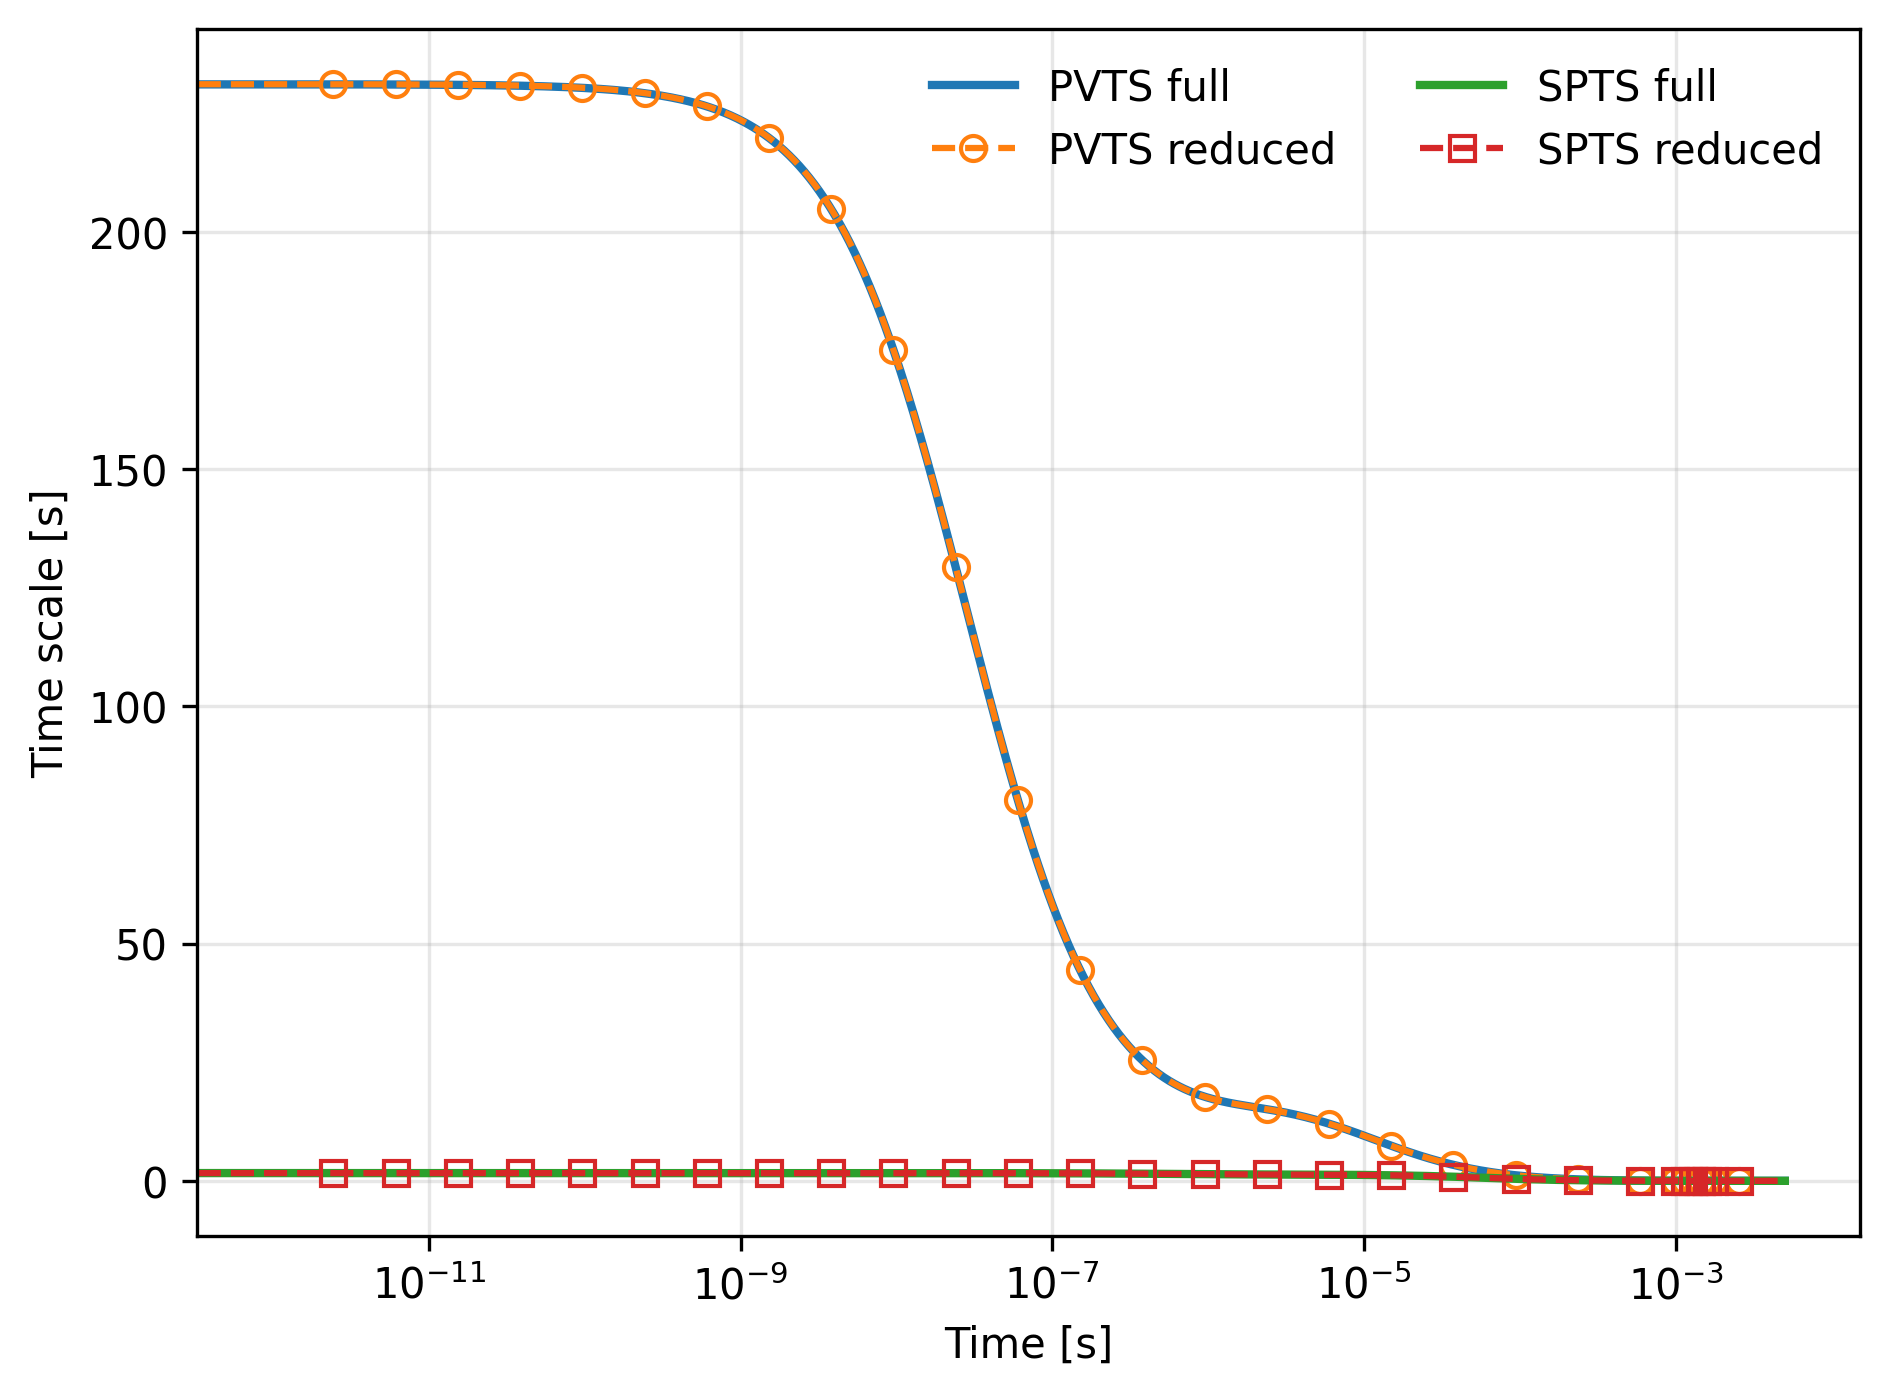 PVTS full
PVTS reduced
SPTS full
SPTS reduced
Time scale [s]
200
150
100
50
0
10⁻¹¹ 10⁻⁹ 10⁻⁷ 10⁻⁵ 10⁻³
Time [s]